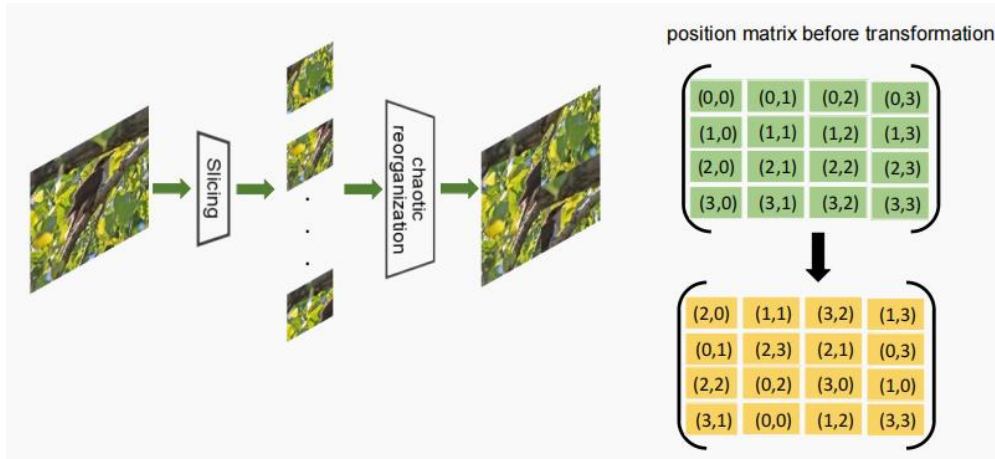 position matrix before transformation
(0,0) (0,1) (0,2) (0,3)
(1,0) (1,1) (1,2) (1,3)
(2,0) (2,1) (2,2) (2,3)
(3,0) (3,1) (3,2) (3,3)
Slicing
chaotic
reorganization
(2,0) (1,1) (3,2) (1,3)
(0,1) (2,3) (2,1) (0,3)
(2,2) (0,2) (3,0) (1,0)
(3,1) (0,0) (1,2) (3,3)